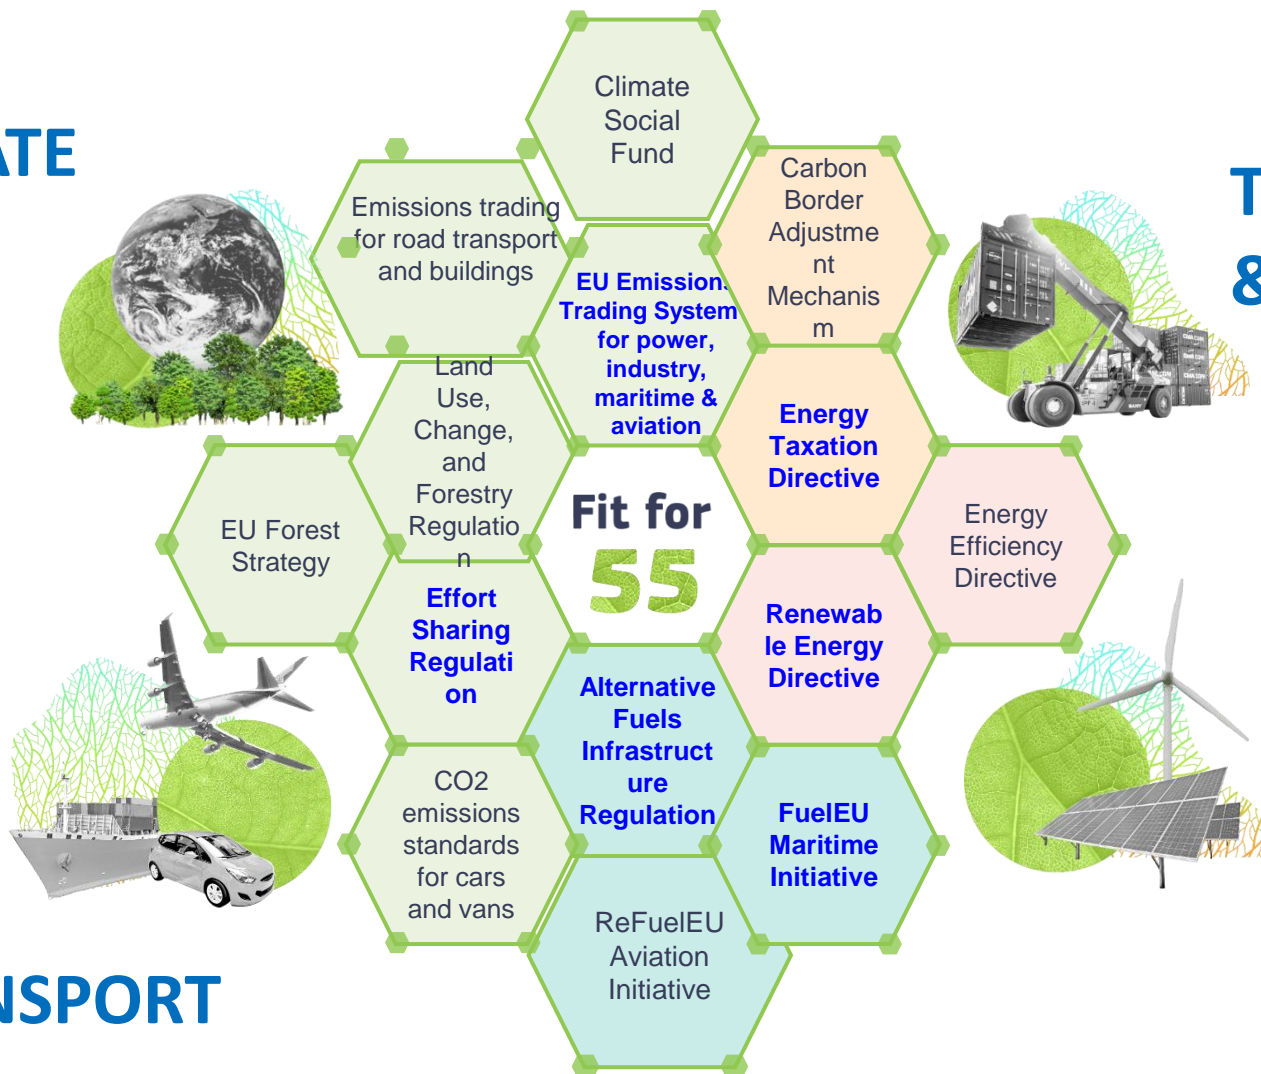 Climate
Social
Fund
ATE
T
&
Emissions trading
for road transport
and buildings
Carbon
Border
Adjustme
nt
Mechanis
m
EU Emissions
Trading System
for power,
industry,
maritime &
aviation
Land
Use,
Change,
and
Forestry
Regulatio
n
Energy
Taxation
Directive
EU Forest
Strategy
Fit for
55
Energy
Efficiency
Directive
Effort
Sharing
Regulati
on
Renewab
le Energy
Directive
Alternative
Fuels
Infrastruct
ure
Regulation
CO2
emissions
standards
for cars
and vans
FuelEU
Maritime
Initiative
ReFuelEU
Aviation
Initiative
NSPORT